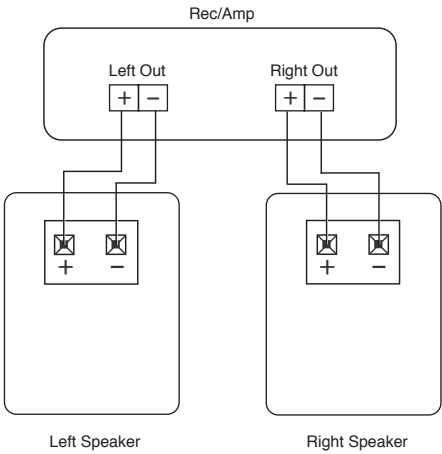 Rec/Amp
Left Out Right Out
+ − + −
+ − + −
Left Speaker Right Speaker